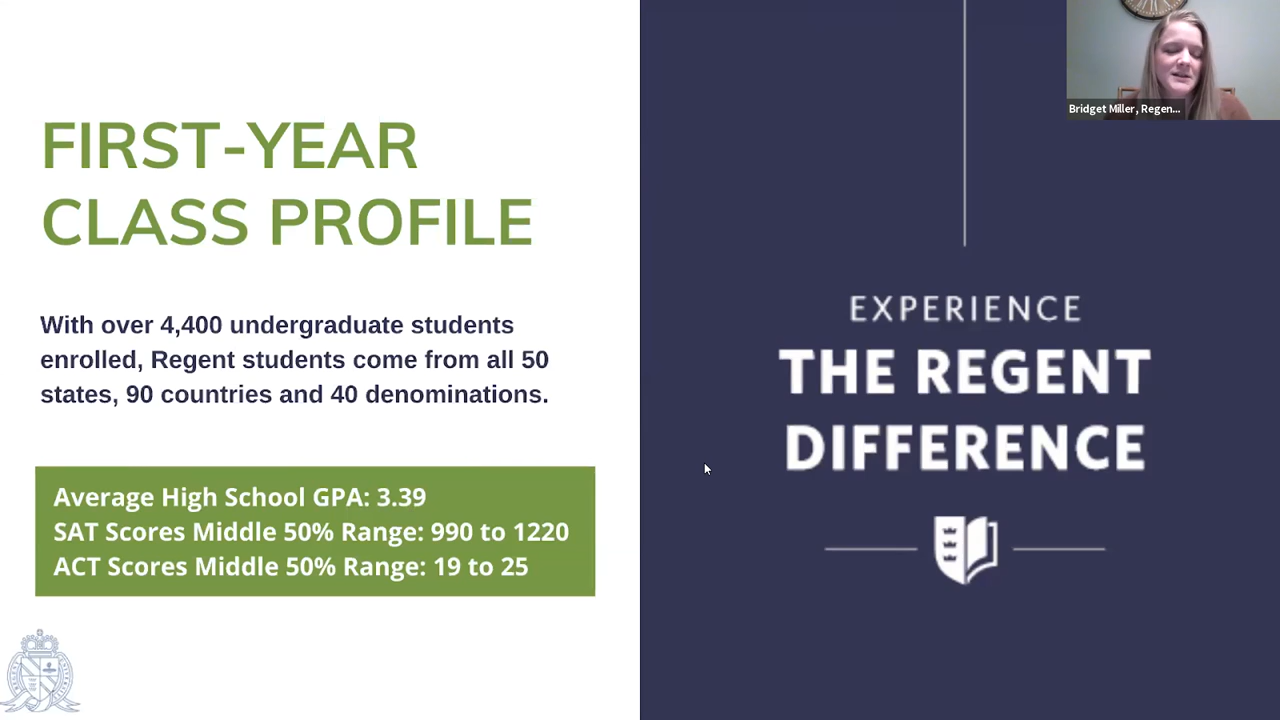 FIRST-YEAR
CLASS PROFILE
With over 4,400 undergraduate students
enrolled, Regent students come from all 50
states, 90 countries and 40 denominations.
Average High School GPA: 3.39
SAT Scores Middle 50% Range: 990 to 1220
ACT Scores Middle 50% Range: 19 to 25
EXPERIENCE
THE REGENT
DIFFERENCE
Bridget Miller, Regen...